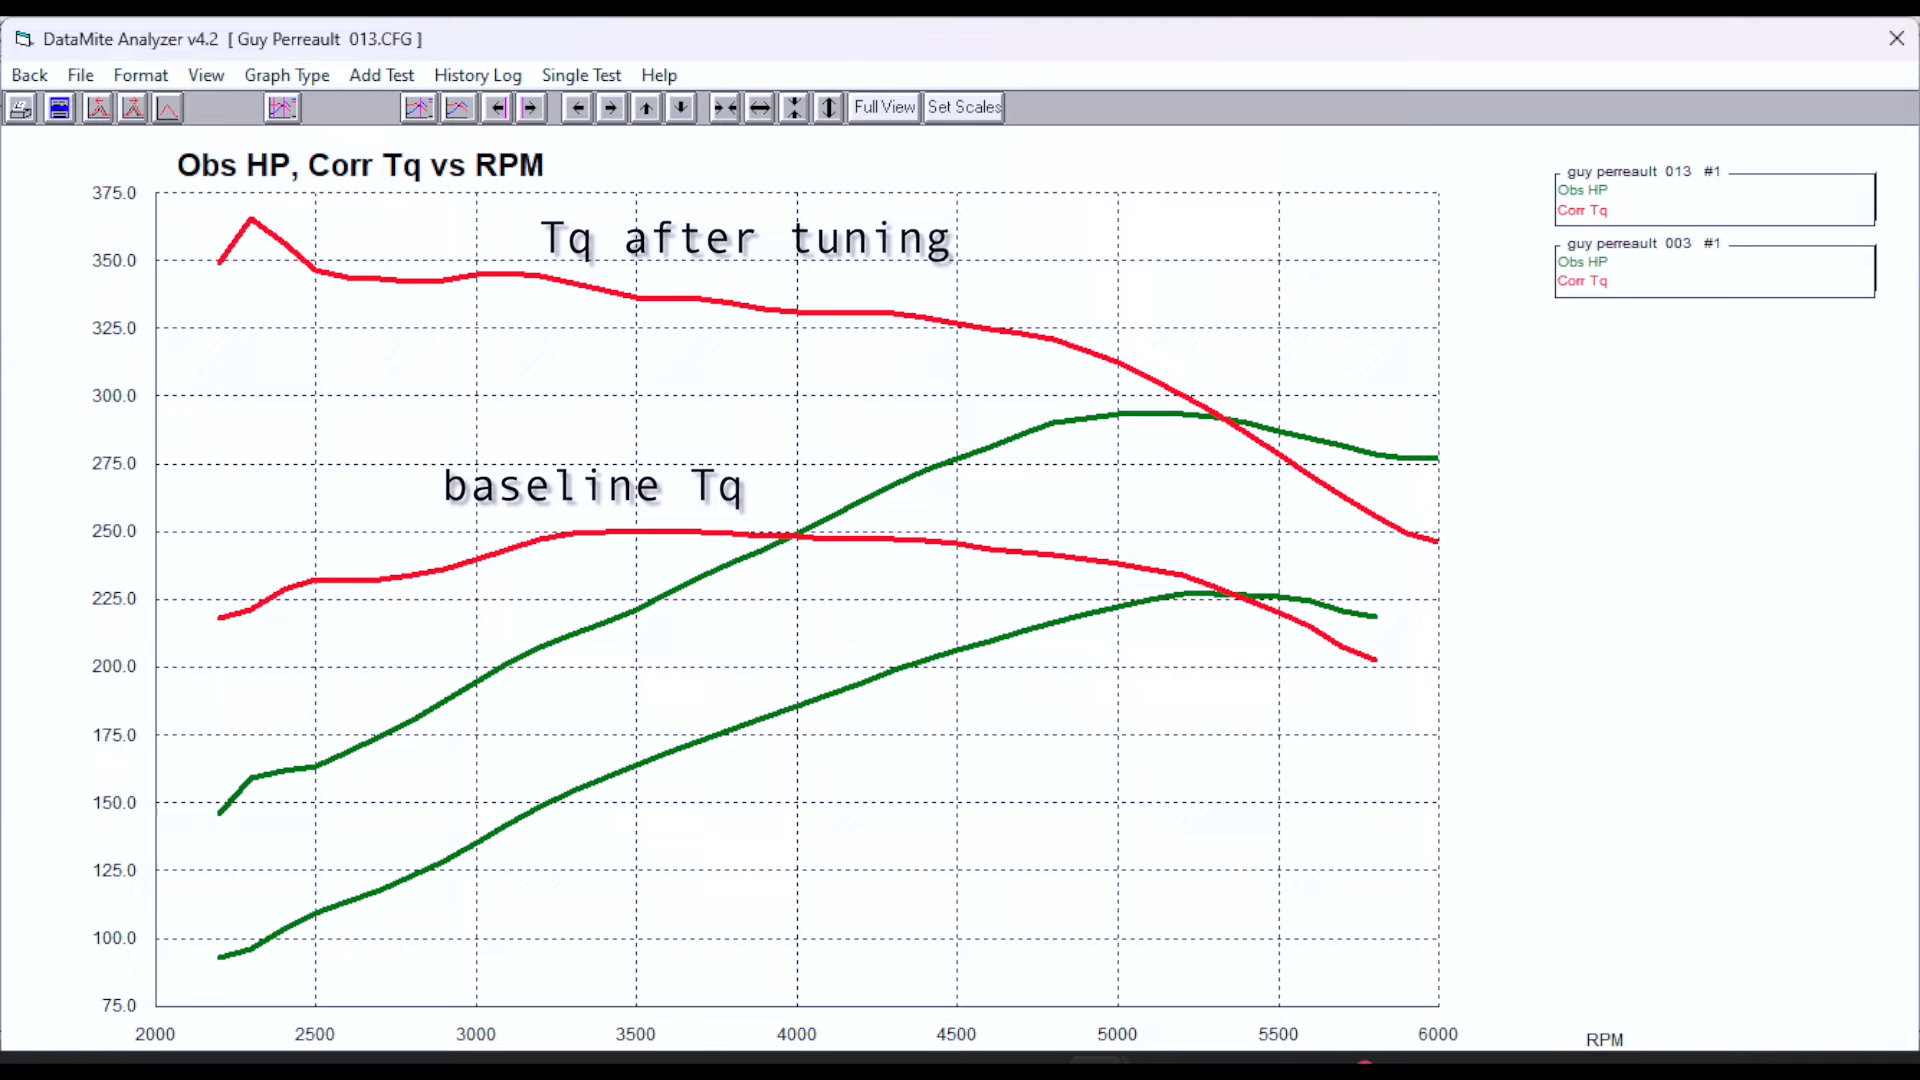 DataMite Analyzer v4.2 [ Guy Perreault 013.CFG ]
Back File Format View Graph Type Add Test History Log Single Test Help
Full View Set Scales
Obs HP, Corr Tq vs RPM
guy perreault 013 #1
Obs HP
Corr Tq
guy perreault 003 #1
Obs HP
Corr Tq
Tq after tuning
baseline Tq
375.0
350.0
325.0
300.0
275.0
250.0
225.0
200.0
175.0
150.0
125.0
100.0
75.0
2000 2500 3000 3500 4000 4500 5000 5500 6000
RPM